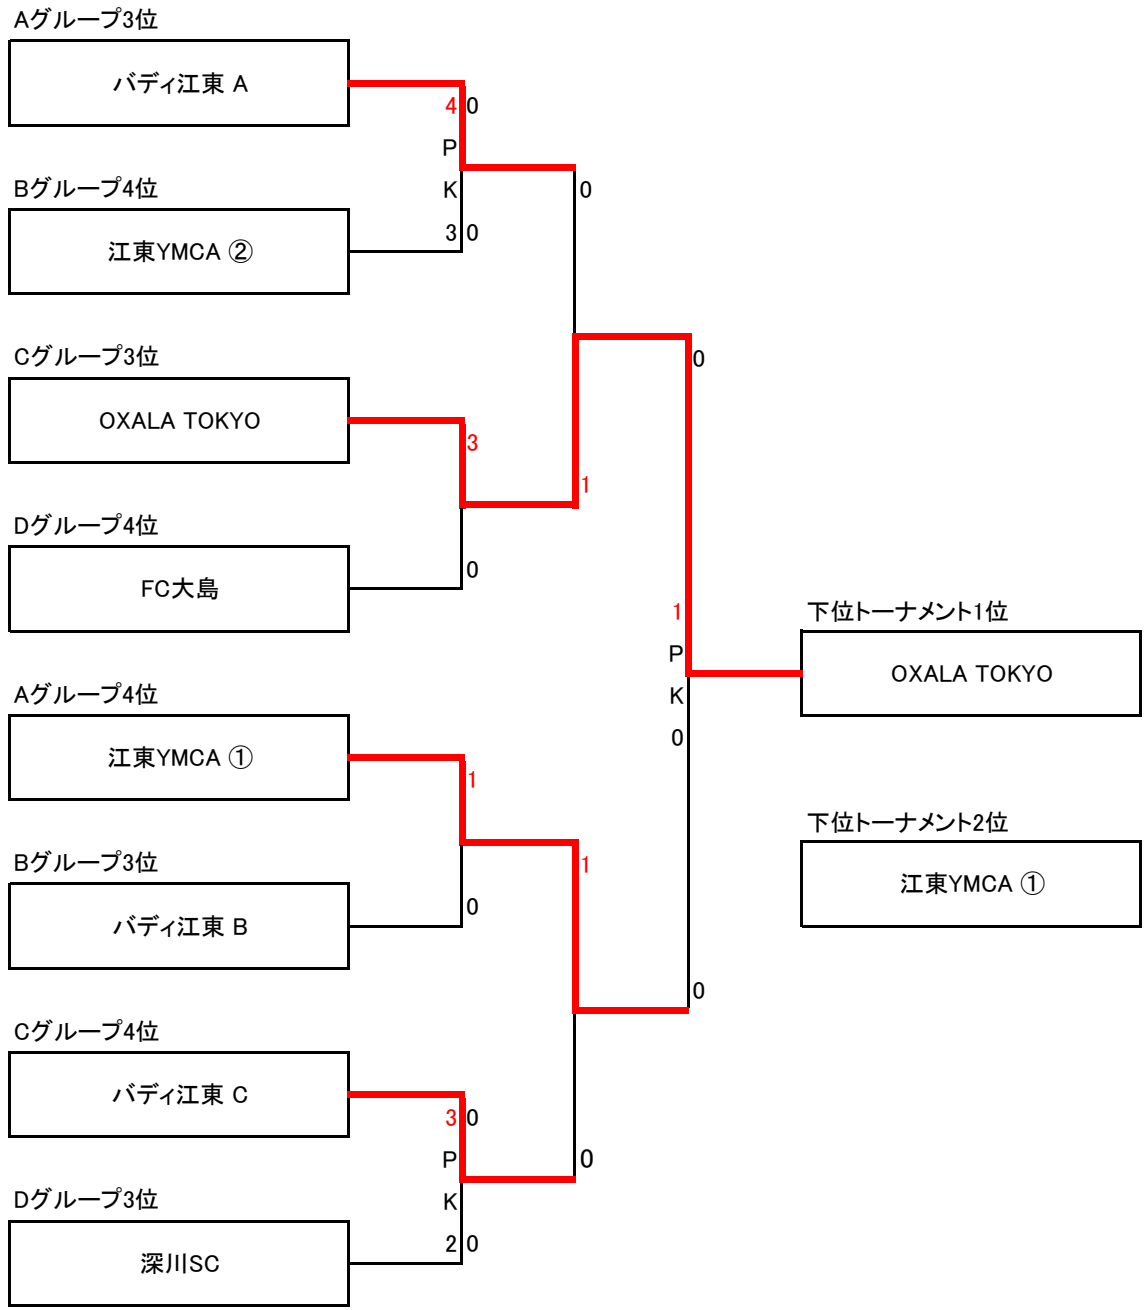 Aグループ3位
バディ江東 A
4 0
P
Bグループ4位
K
0
江東YMCA ②
3 0
Cグループ3位
0
OXALA TOKYO
3
1
Dグループ4位
0
FC大島
1
下位トーナメント1位
P
OXALA TOKYO
Aグループ4位
K
0
江東YMCA ①
1
下位トーナメント2位
Bグループ3位
1
江東YMCA ①
0
バディ江東 B
0
Cグループ4位
バディ江東 C
3 0
P
0
Dグループ3位
K
2 0
深川SC